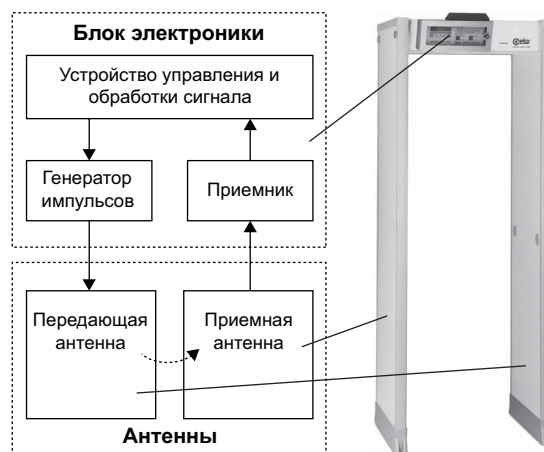 Блок электроники
Устройство управления и
обработки сигнала
Генератор
импульсов
Приемник
Передающая
антенна
Приемная
антенна
Антенны